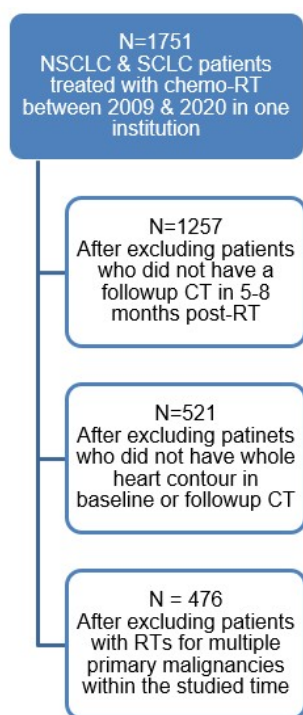 N=1751
NSCLC & SCLC patients
treated with chemo-RT
between 2009 & 2020 in one
institution
N=1257
After excluding patients
who did not have a
followup CT in 5-8
months post-RT
N=521
After excluding patinets
who did not have whole
heart contour in
baseline or followup CT
N = 476
After excluding patients
with RTs for multiple
primary malignancies
within the studied time